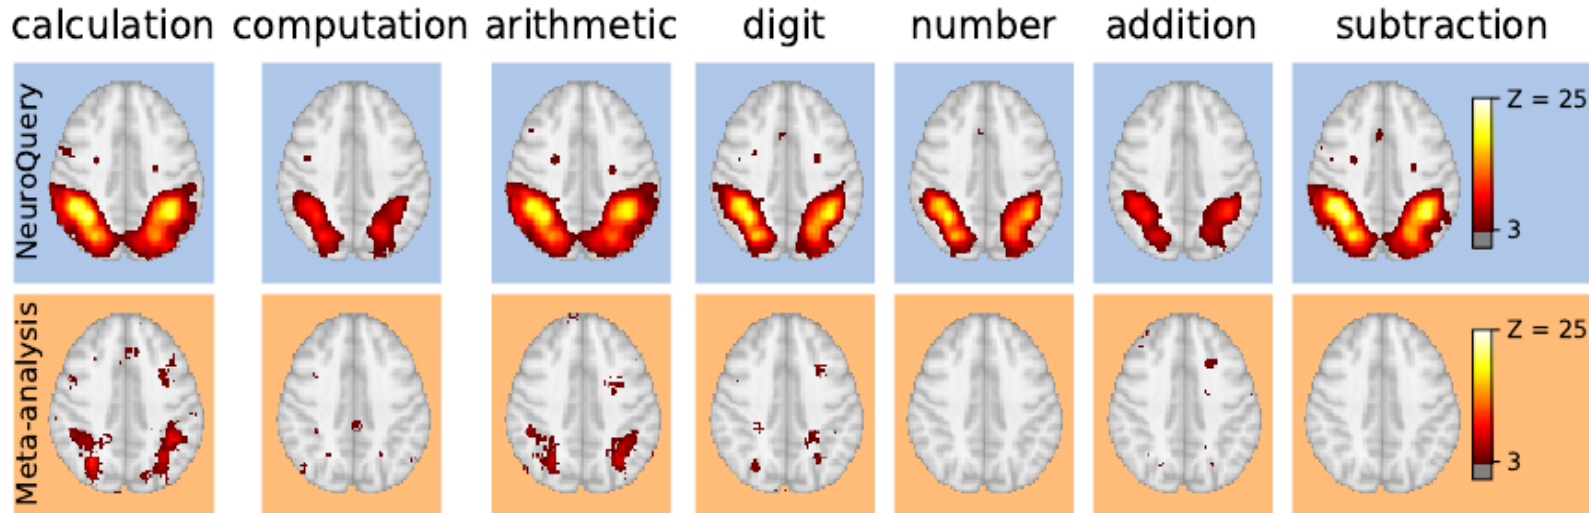 calculation computation arithmetic digit number addition subtraction
NeuroQuery
Z = 25
3
Meta-analysis
Z = 25
3